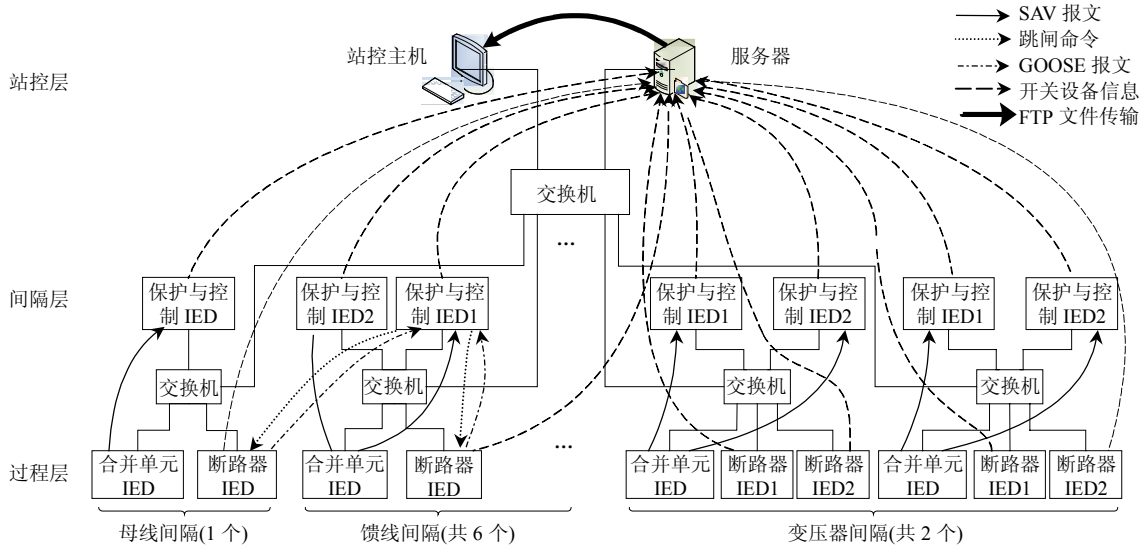 SAV 报文
跳闸命令
GOOSE 报文
开关设备信息
FTP 文件传输
站控主机
服务器
站控层
交换机
...
间隔层
保护与控
制 IED
保护与控
制 IED2
保护与控
制 IED1
保护与控
制 IED1
保护与控
制 IED2
保护与控
制 IED1
保护与控
制 IED2
交换机
交换机
交换机
交换机
...
过程层
合并单元
IED
断路器
IED
合并单元
IED
断路器
IED
合并单元
IED
断路器
IED1
断路器
IED2
合并单元
IED
断路器
IED1
断路器
IED2
母线间隔(1 个)
馈线间隔(共 6 个)
变压器间隔(共 2 个)